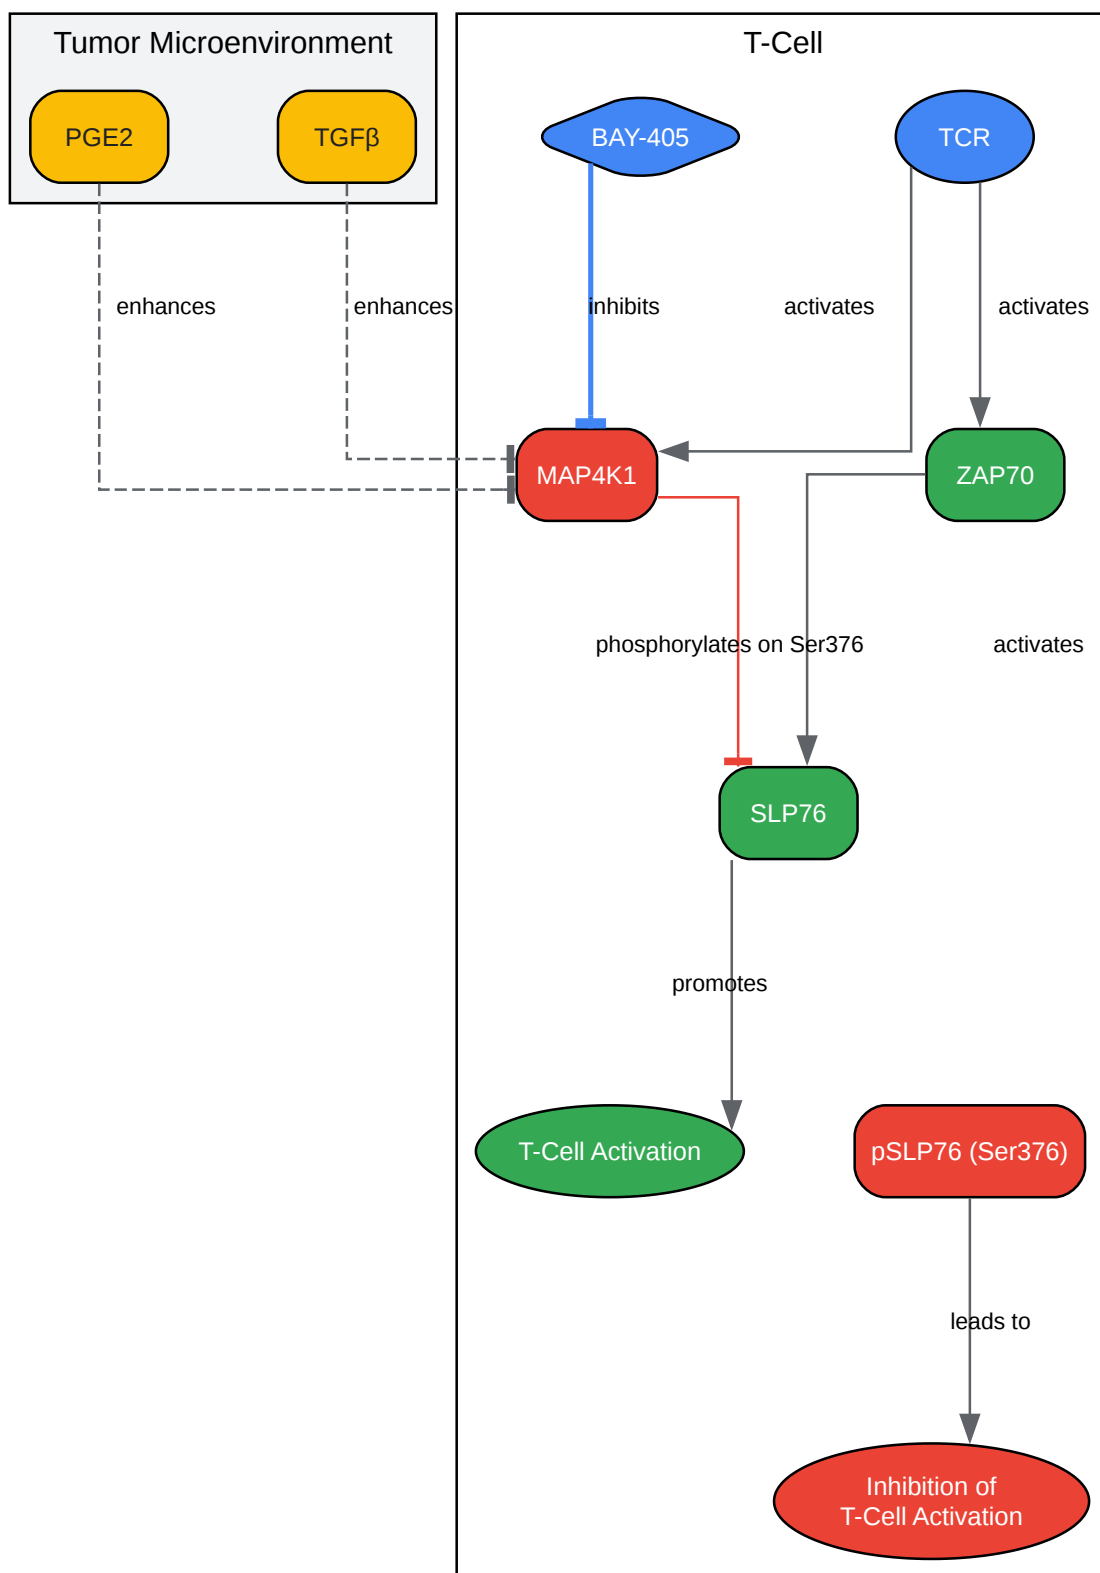 Tumor Microenvironment
T-Cell
PGE2
TGFβ
BAY-405
TCR
enhances
enhances
inhibits
activates
activates
MAP4K1
ZAP70
phosphorylates on Ser376
activates
SLP76
promotes
T-Cell Activation
pSLP76 (Ser376)
leads to
Inhibition of
T-Cell Activation